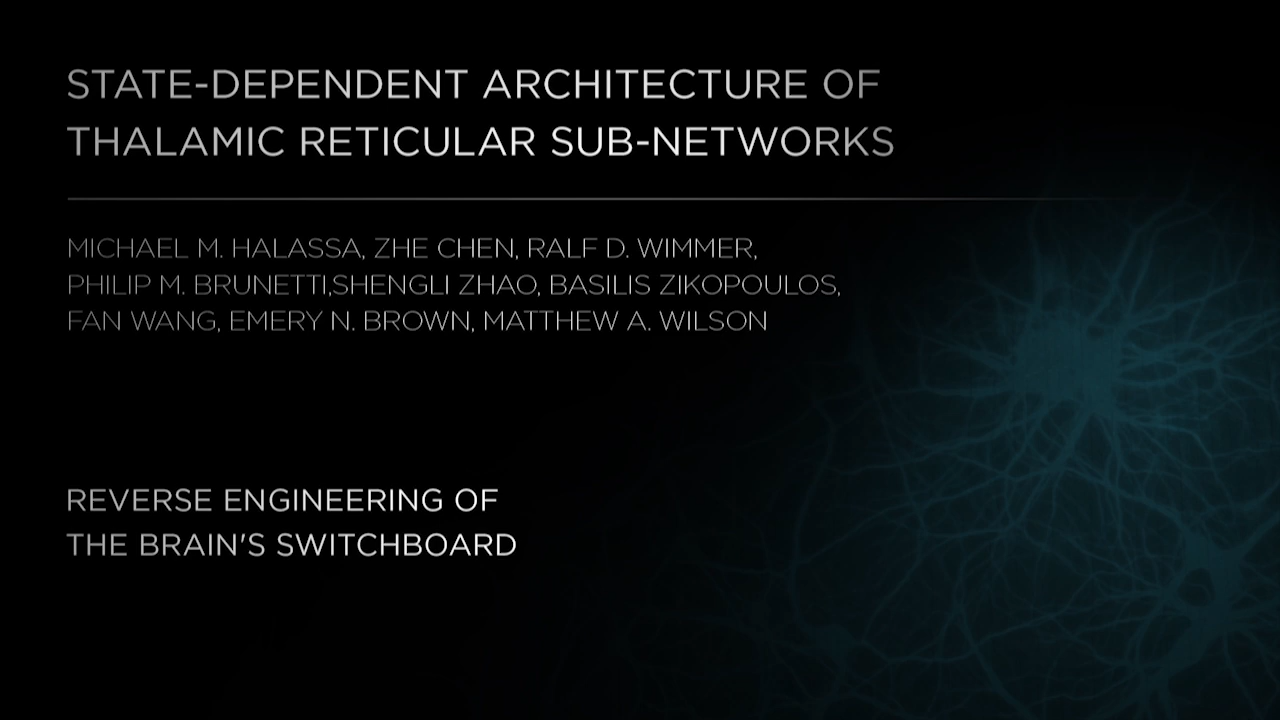 STATE-DEPENDENT ARCHITECTURE OF
THALAMIC RETICULAR SUB-NETWORKS
MICHAEL M. HALASSA, ZHE CHEN, RALF D. WIMMER,
PHILIP M. BRUNETTI,SHENGLI ZHAO, BASILIS ZIKOPOULOS,
FAN WANG, EMERY N. BROWN, MATTHEW A. WILSON
REVERSE ENGINEERING OF
THE BRAIN'S SWITCHBOARD